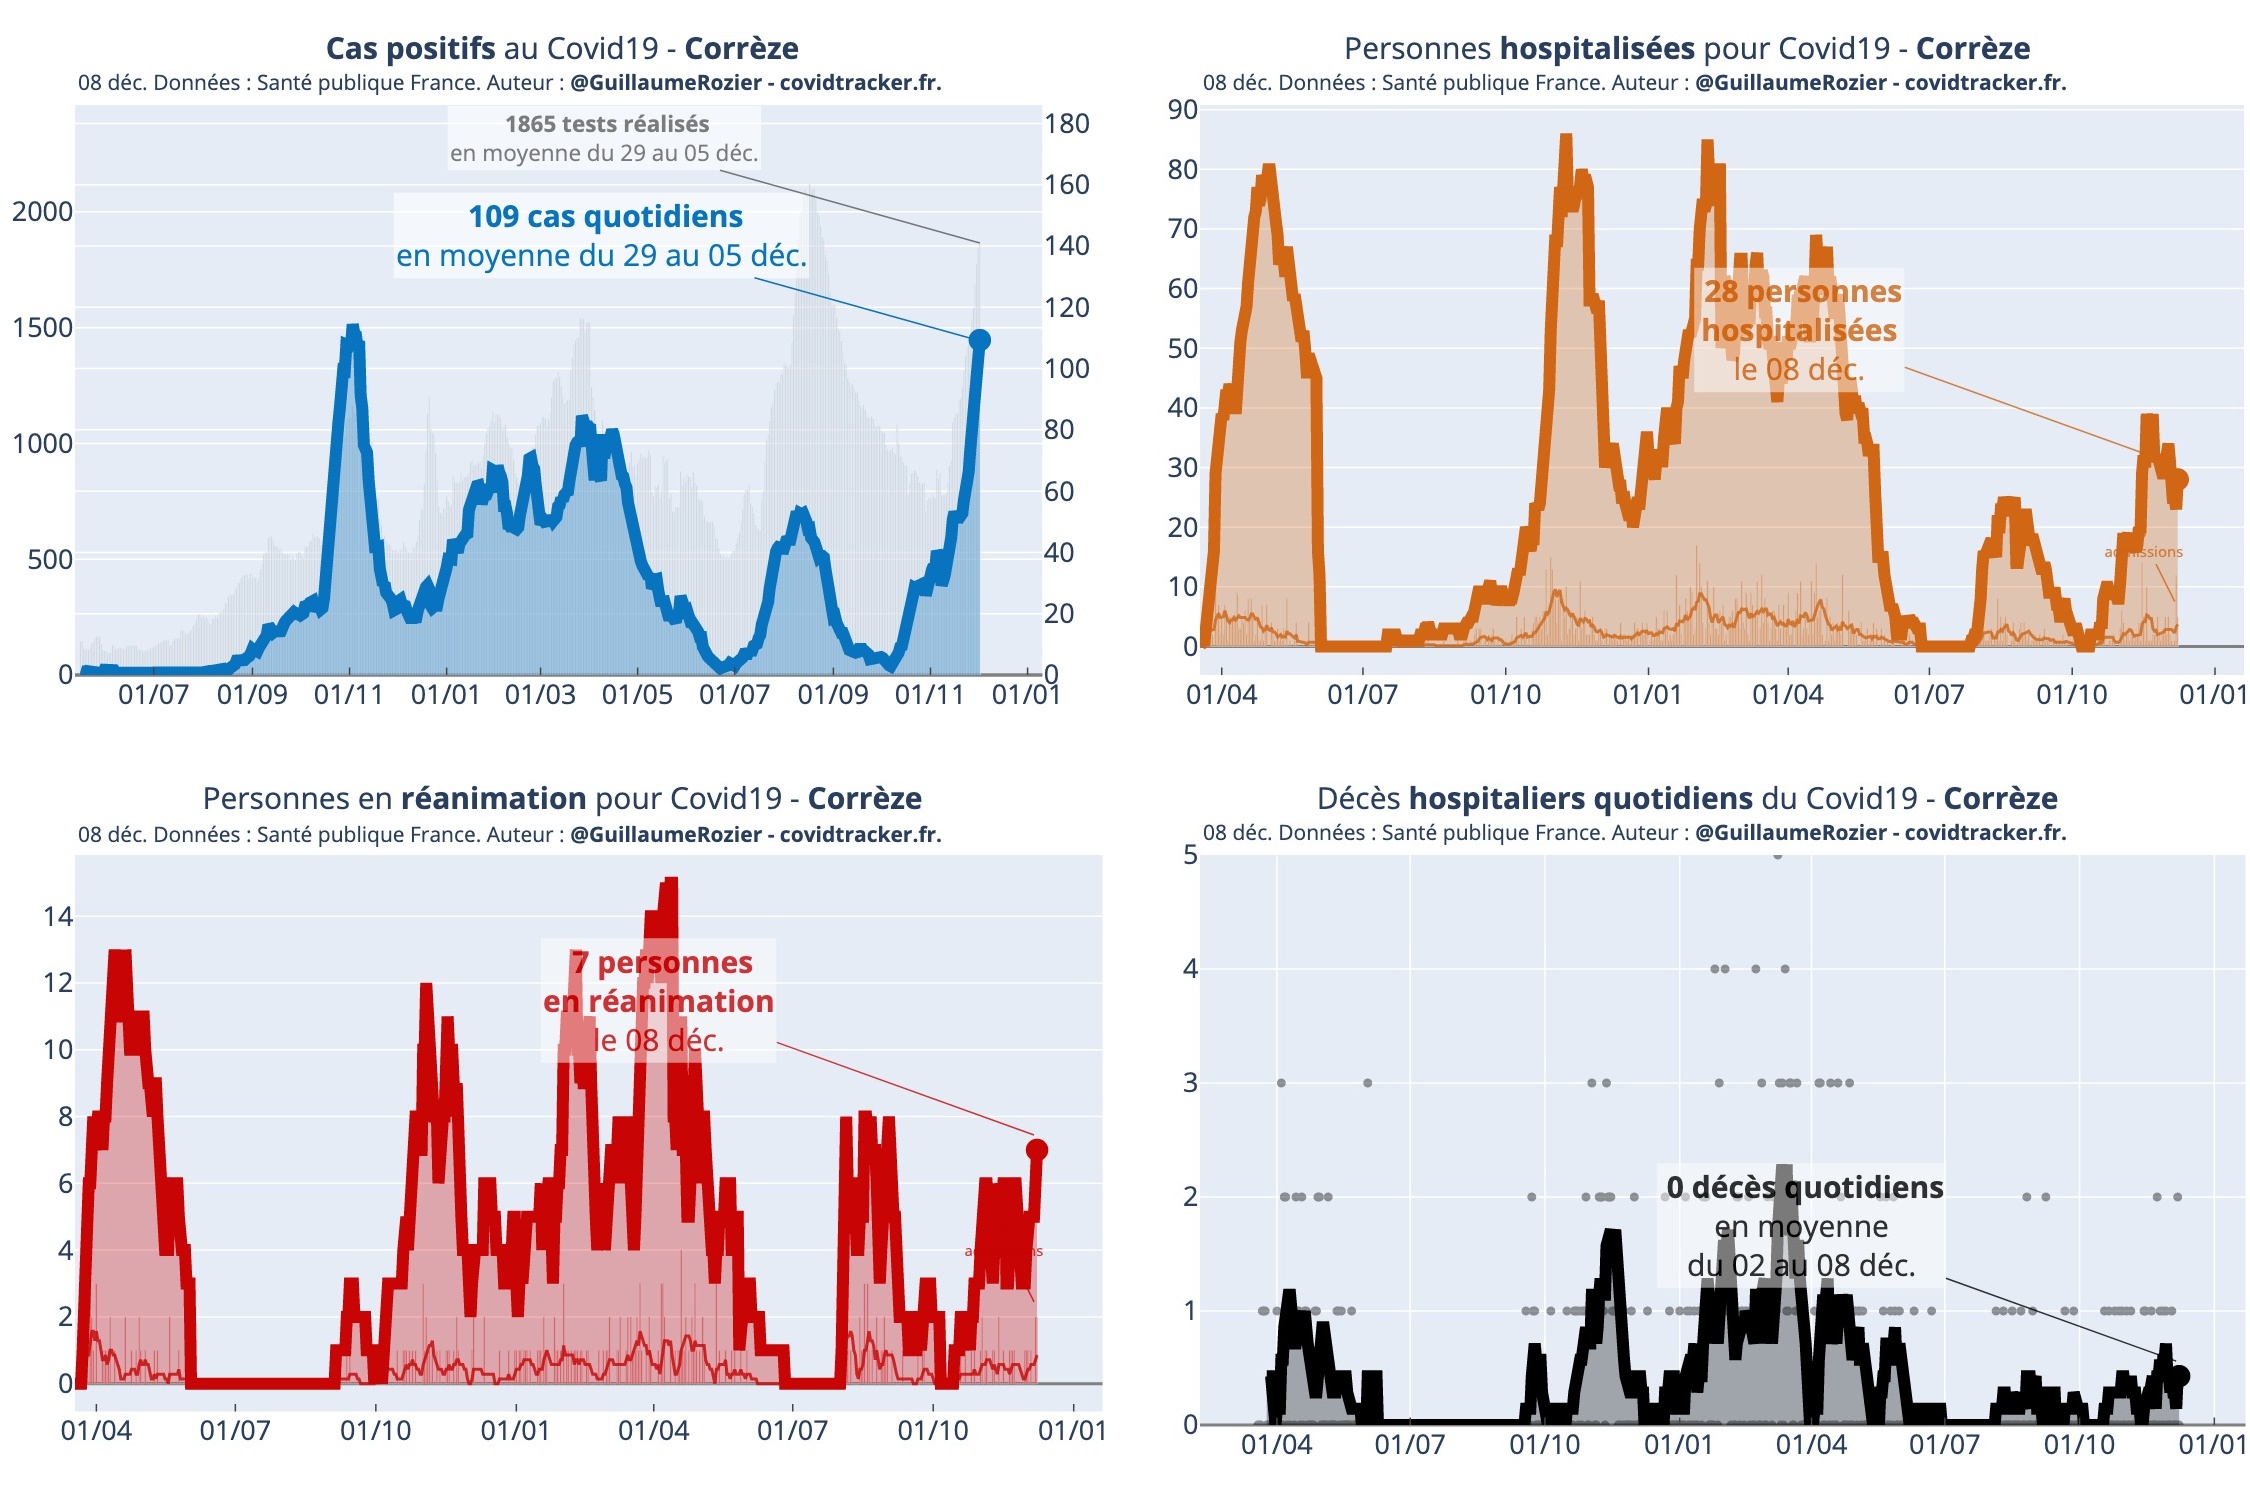 Cas positifs au Covid19 - Corrèze
08 déc. Données : Santé publique France. Auteur : @GuillaumeRozier - covidtracker.fr.
1865 tests réalisés
en moyenne du 29 au 05 déc.
109 cas quotidiens
en moyenne du 29 au 05 déc.
2000
1500
1000
500
0
180
160
140
120
100
80
60
40
20
0
01/07 01/09 01/11 01/01 01/03 01/05 01/07 01/09 01/11 01/01
Personnes hospitalisées pour Covid19 - Corrèze
08 déc. Données : Santé publique France. Auteur : @GuillaumeRozier - covidtracker.fr.
90
80
70
60
50
40
30
20
10
0
28 personnes
hospitalisées
le 08 déc.
01/04 01/07 01/10 01/01 01/04 01/07 01/10 01/01
Personnes en réanimation pour Covid19 - Corrèze
08 déc. Données : Santé publique France. Auteur : @GuillaumeRozier - covidtracker.fr.
14
12
10
8
6
4
2
0
7 personnes
en réanimation
le 08 déc.
01/04 01/07 01/10 01/01 01/04 01/07 01/10 01/01
Décès hospitaliers quotidiens du Covid19 - Corrèze
08 déc. Données : Santé publique France. Auteur : @GuillaumeRozier - covidtracker.fr.
5
4
3
2
1
0
0 décès quotidiens
en moyenne
du 02 au 08 déc.
01/04 01/07 01/10 01/01 01/04 01/07 01/10 01/01